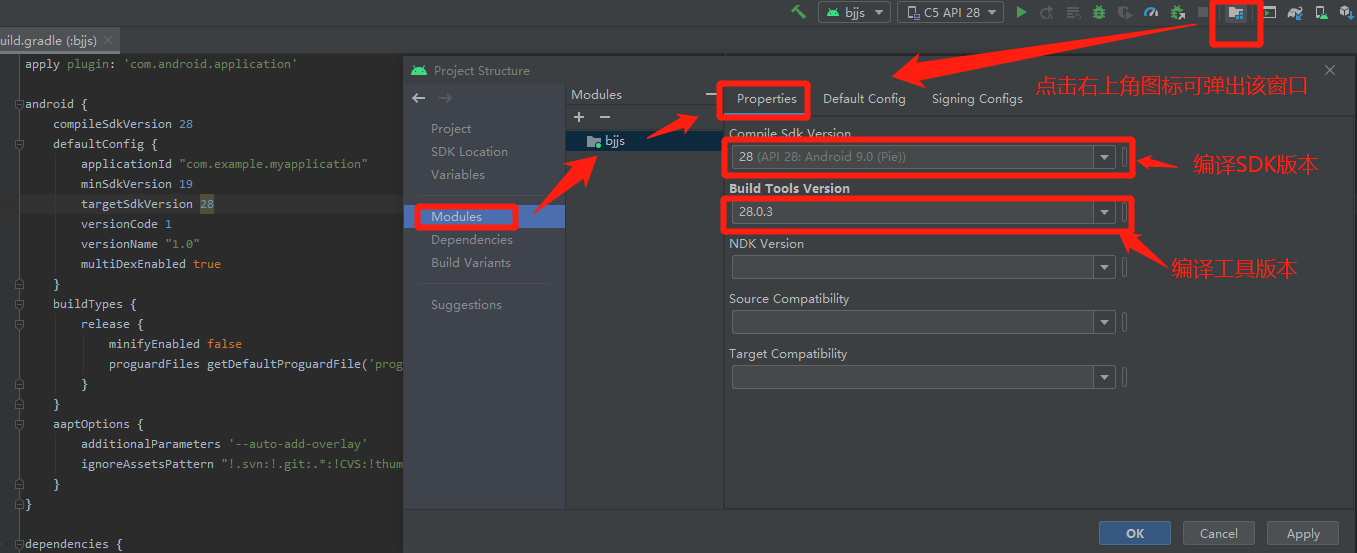 bjjs
C5 API 28
uild.gradle (:bjjs)
apply plugin: 'com.android.application'
android {
compileSdkVersion 28
defaultConfig {
applicationId "com.example.myapplication"
minSdkVersion 19
targetSdkVersion 28
versionCode 1
versionName "1.0"
multiDexEnabled true
}
buildTypes {
release {
minifyEnabled false
proguardFiles getDefaultProguardFile('prog
}
}
aaptOptions {
additionalParameters '--auto-add-overlay'
ignoreAssetsPattern "!.svn:!.git:.*:!CVS:!thum
}
}
dependencies {
Project Structure
Project
SDK Location
Variables
Modules
Dependencies
Build Variants
Suggestions
Modules
bjjs
Properties
Default Config
Signing Configs
点击右上角图标可弹出该窗口
Compile Sdk Version
28 (API 28: Android 9.0 (Pie))
编译SDK版本
Build Tools Version
28.0.3
编译工具版本
NDK Version
Source Compatibility
Target Compatibility
OK
Cancel
Apply